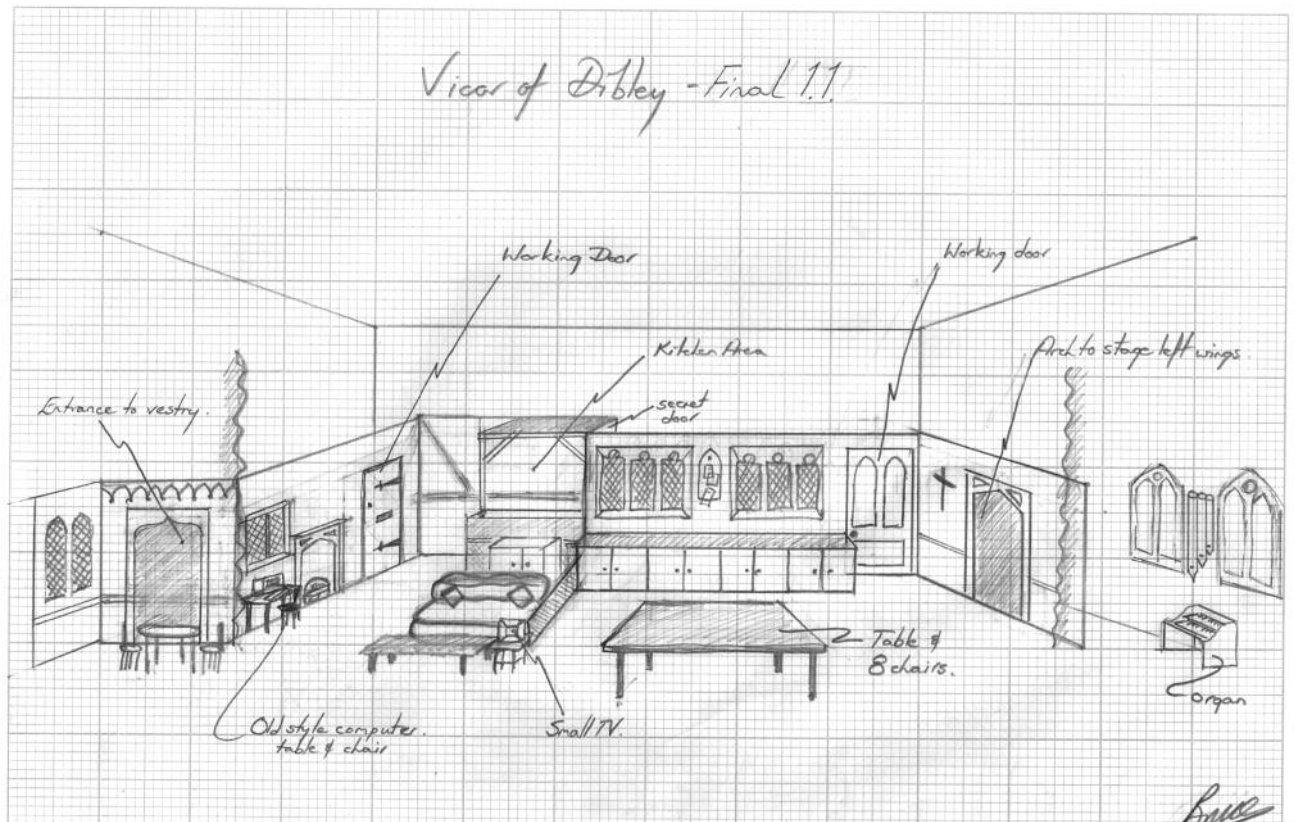 Vicar of Dibley - Final 1.1.
Working Door
Working door
Kitchen Area
Arch to stage left wings.
Entrance to vestry.
secret
door
Table &
8 chairs.
organ
Old style computer.
table & chair
Small TV.